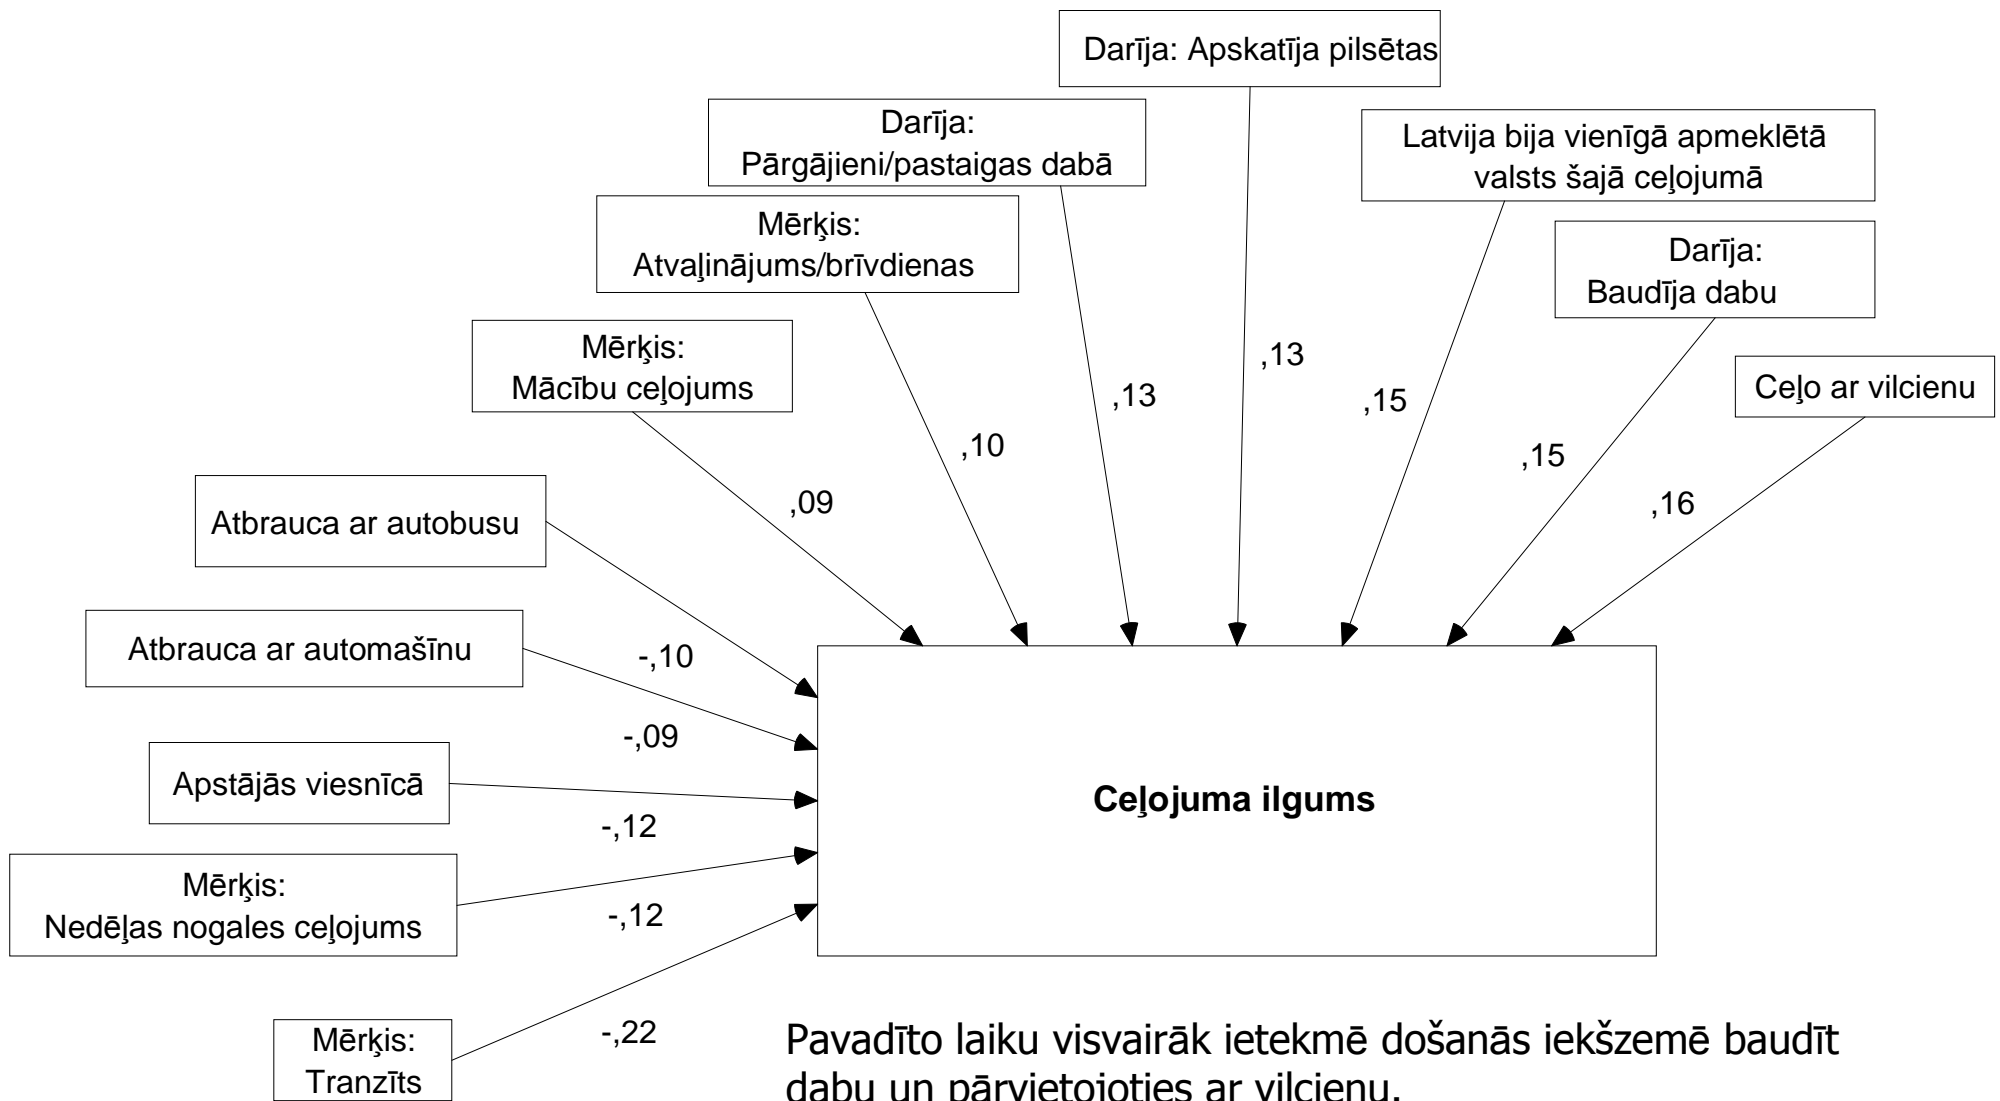 Darīja: Apskatīja pilsētas
Darīja:
Pārgājieni/pastaigas dabā
Latvija bija vienīgā apmeklētā
valsts šajā ceļojumā
Mērķis:
Atvaļinājums/brīvdienas
Darīja:
Baudīja dabu
Mērķis:
Mācību ceļojums
Ceļo ar vilcienu
,13
,13
,15
,10
,15
,09
,16
Atbrauca ar autobusu
Atbrauca ar automašīnu
-,10
-,09
Apstājās viesnīcā
Ceļojuma ilgums
-,12
Mērķis:
Nedēļas nogales ceļojums
-,12
Mērķis:
Tranzīts
-,22
Pavadīto laiku visvairāk ietekmē došanās iekšzemē baudīt
dabu un pārvietojoties ar vilcienu.